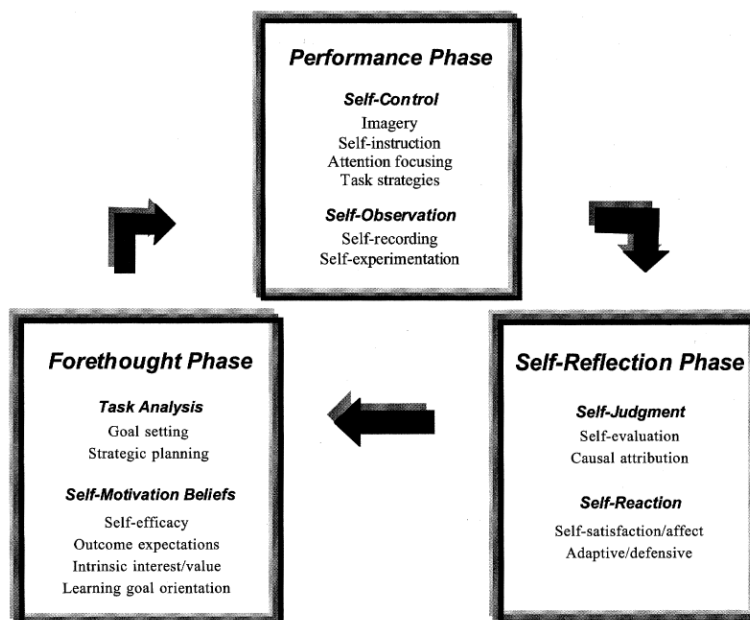 Performance Phase
Self-Control
Imagery
Self-instruction
Attention focusing
Task strategies
Self-Observation
Self-recording
Self-experimentation
Forethought Phase
Task Analysis
Goal setting
Strategic planning
Self-Motivation Beliefs
Self-efficacy
Outcome expectations
Intrinsic interest/value
Learning goal orientation
Self-Reflection Phase
Self-Judgment
Self-evaluation
Causal attribution
Self-Reaction
Self-satisfaction/affect
Adaptive/defensive